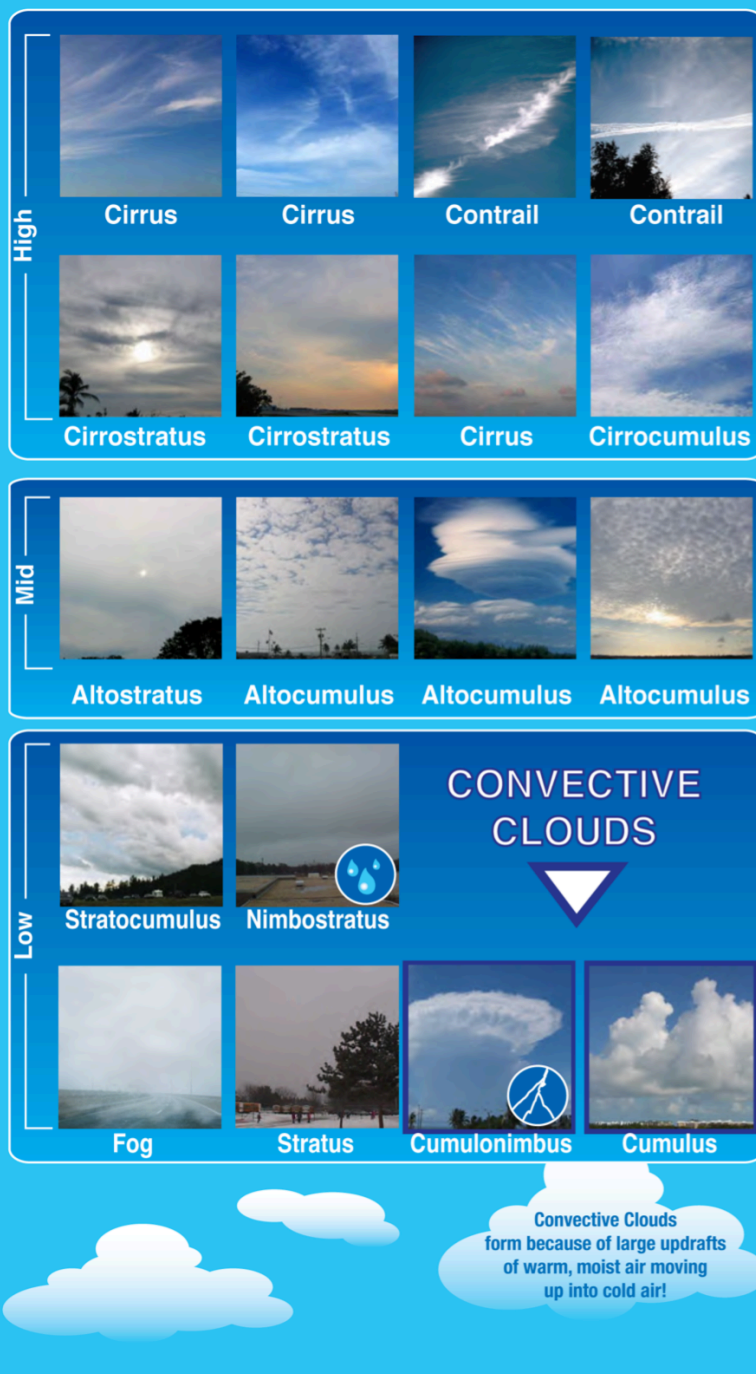 High
Cirrus
Cirrus
Contrail
Contrail
Cirrostratus
Cirrostratus
Cirrus
Cirrocumulus
Mid
Altostratus
Altocumulus
Altocumulus
Altocumulus
Low
Stratocumulus
Nimbostratus
CONVECTIVE
CLOUDS
Fog
Stratus
Cumulonimbus
Cumulus
Convective Clouds
form because of large updrafts
of warm, moist air moving
up into cold air!